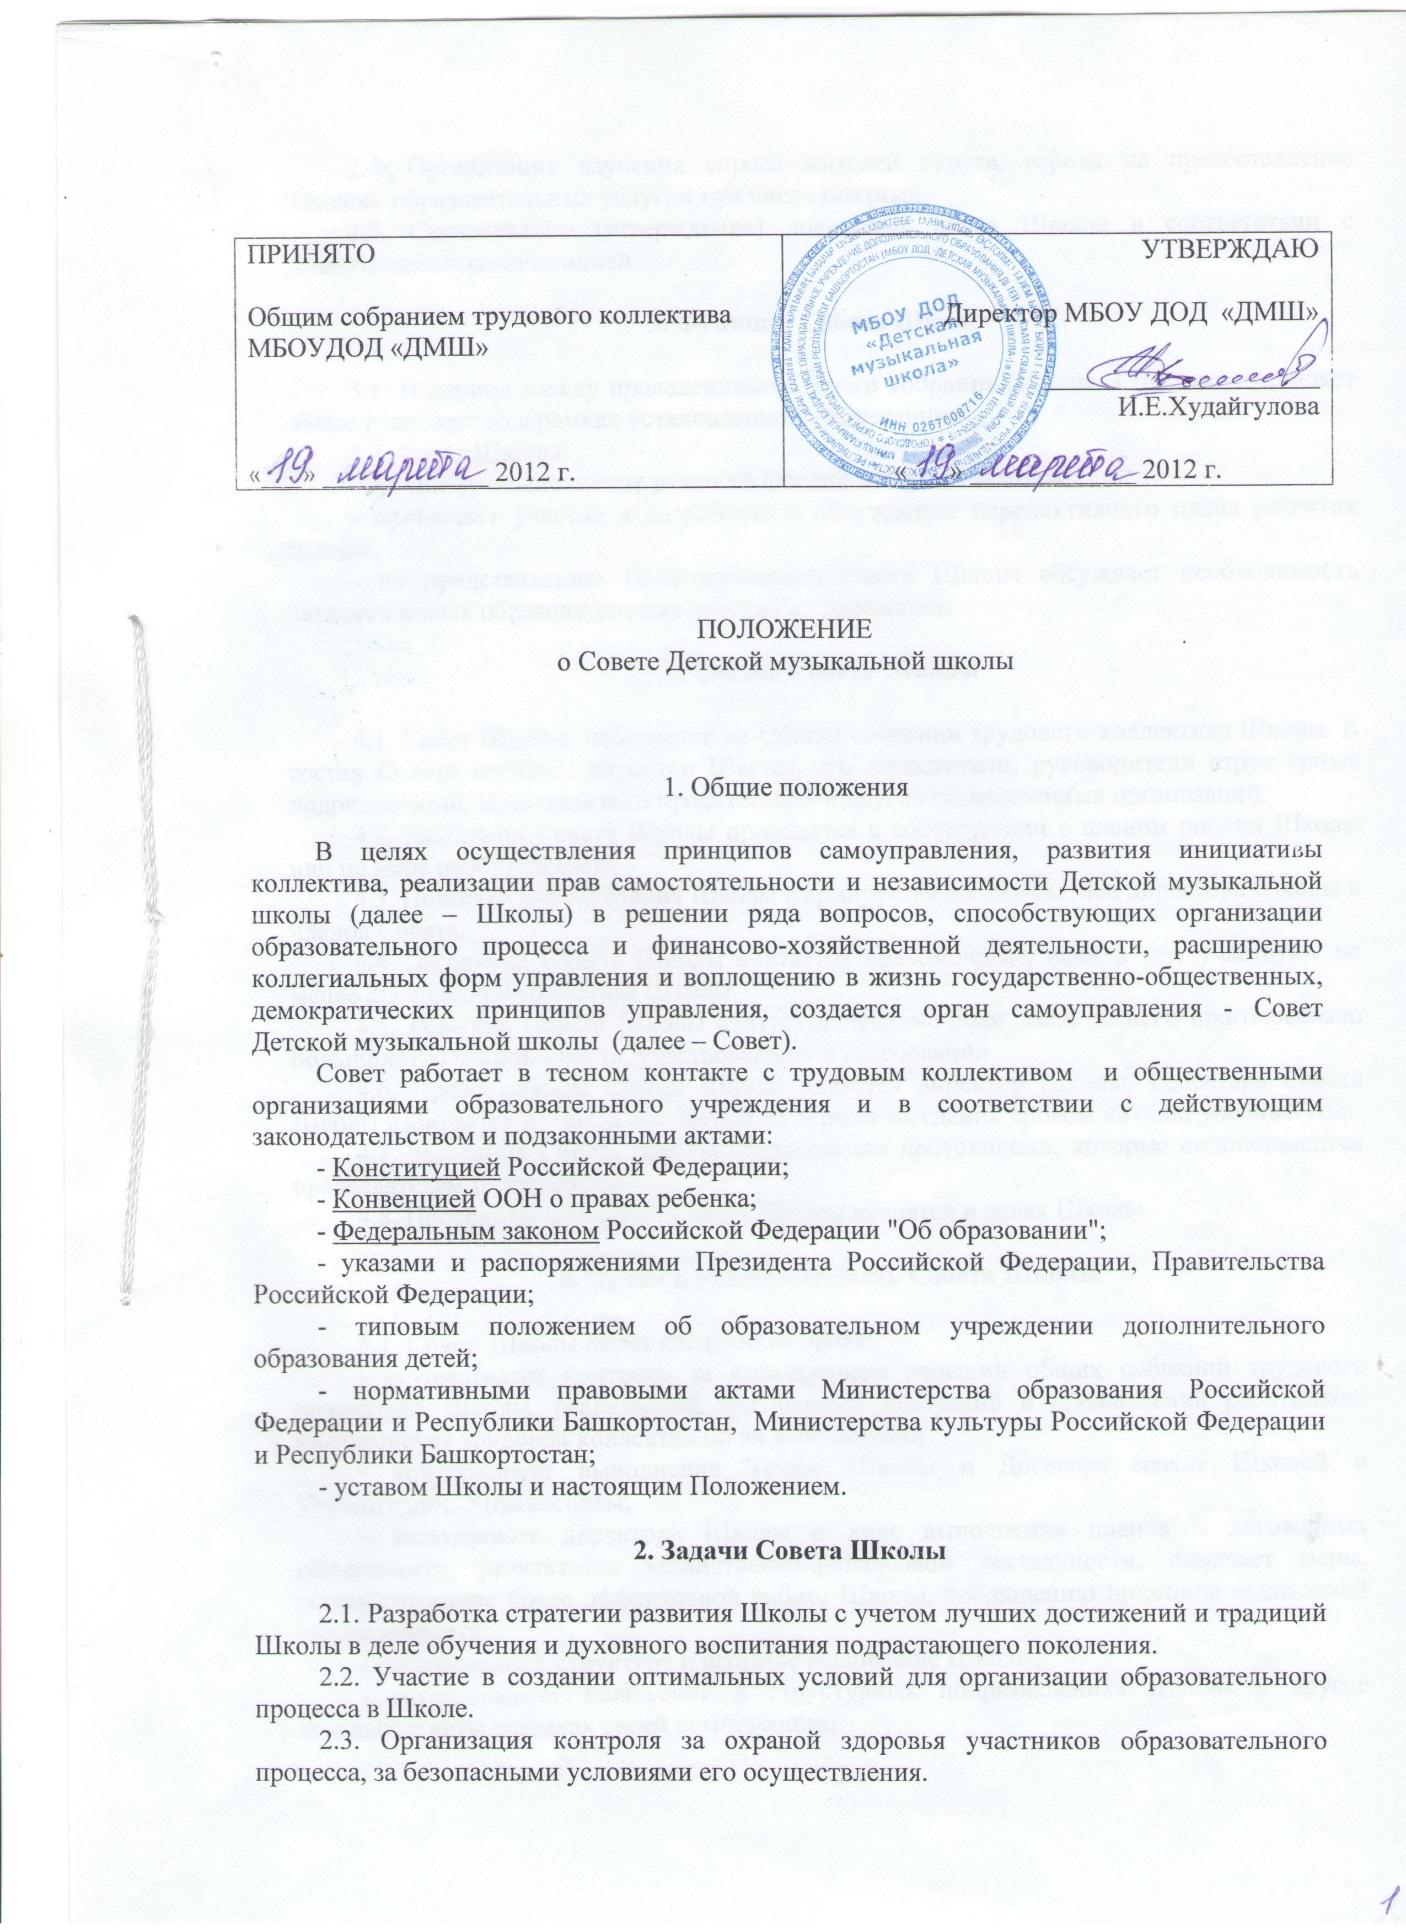 ПРИНЯТО
Общим собранием трудового коллектива
МБОУДОД «ДМШ»
«19» марта 2012 г.
УТВЕРЖДАЮ
Директор МБОУ ДОД «ДМШ»
И.Е.Худайгулова
«19» марта 2012 г.
МБОУ ДОД
«Детская
музыкальная
школа»
ИНН 0267008716
ПОЛОЖЕНИЕ
о Совете Детской музыкальной школы
1. Общие положения
В целях осуществления принципов самоуправления, развития инициативы
коллектива, реализации прав самостоятельности и независимости Детской музыкальной
школы (далее – Школы) в решении ряда вопросов, способствующих организации
образовательного процесса и финансово-хозяйственной деятельности, расширению
коллегиальных форм управления и воплощению в жизнь государственно-общественных,
демократических принципов управления, создается орган самоуправления - Совет
Детской музыкальной школы (далее – Совет).
Совет работает в тесном контакте с трудовым коллективом и общественными
организациями образовательного учреждения и в соответствии с действующим
законодательством и подзаконными актами:
- Конституцией Российской Федерации;
- Конвенцией ООН о правах ребенка;
- Федеральным законом Российской Федерации "Об образовании";
- указами и распоряжениями Президента Российской Федерации, Правительства
Российской Федерации;
- типовым положением об образовательном учреждении дополнительного
образования детей;
- нормативными правовыми актами Министерства образования Российской
Федерации и Республики Башкортостан, Министерства культуры Российской Федерации
и Республики Башкортостан;
- уставом Школы и настоящим Положением.
2. Задачи Совета Школы
2.1. Разработка стратегии развития Школы с учетом лучших достижений и традиций
Школы в деле обучения и духовного воспитания подрастающего поколения.
2.2. Участие в создании оптимальных условий для организации образовательного
процесса в Школе.
2.3. Организация контроля за охраной здоровья участников образовательного
процесса, за безопасными условиями его осуществления.
1